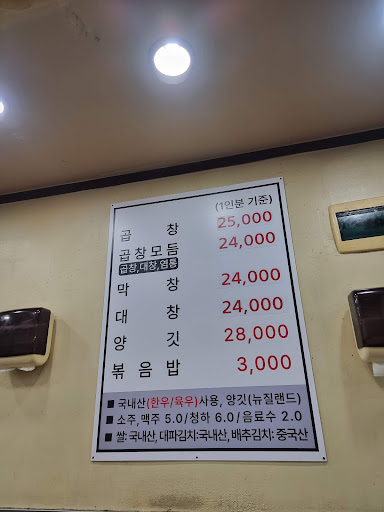 (1인분 기준)
곱 창 25,000
곱창모둠 24,000
곱창,대창,염통
막 창 24,000
대 창 24,000
양 깃 28,000
볶음밥 3,000
■ 국내산(한우/육우)사용, 양깃(뉴질랜드)
■ 소주,맥주 5.0/청하 6.0/음료수 2.0
■ 쌀: 국내산, 대파김치:국내산, 배추김치: 중국산